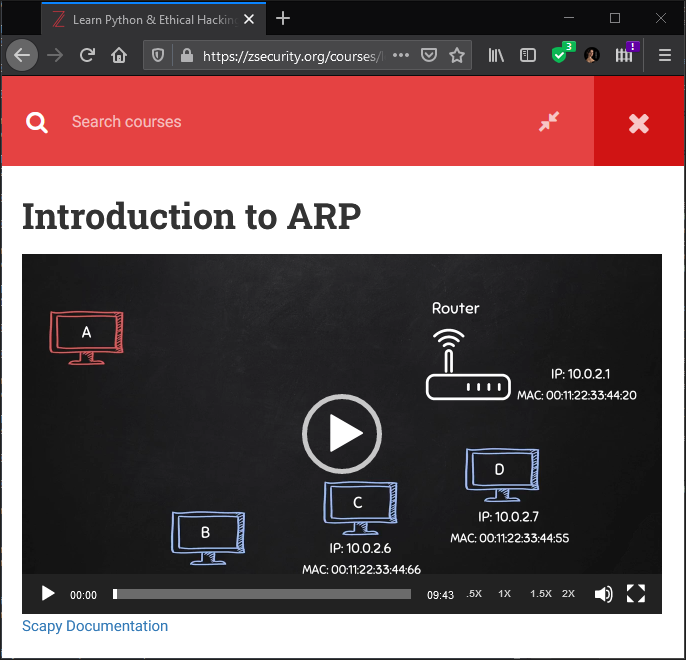 Learn Python & Ethical Hacking
https://zsecurity.org/courses/
3
!
Search courses
Introduction to ARP
Router
A
IP: 10.0.2.1
MAC: 00:11:22:33:44:20
D
C
IP: 10.0.2.7
B
MAC: 00:11:22:33:44:55
IP: 10.0.2.6
MAC: 00:11:22:33:44:66
00:00 09:43 .5X 1X 1.5X 2X
Scapy Documentation